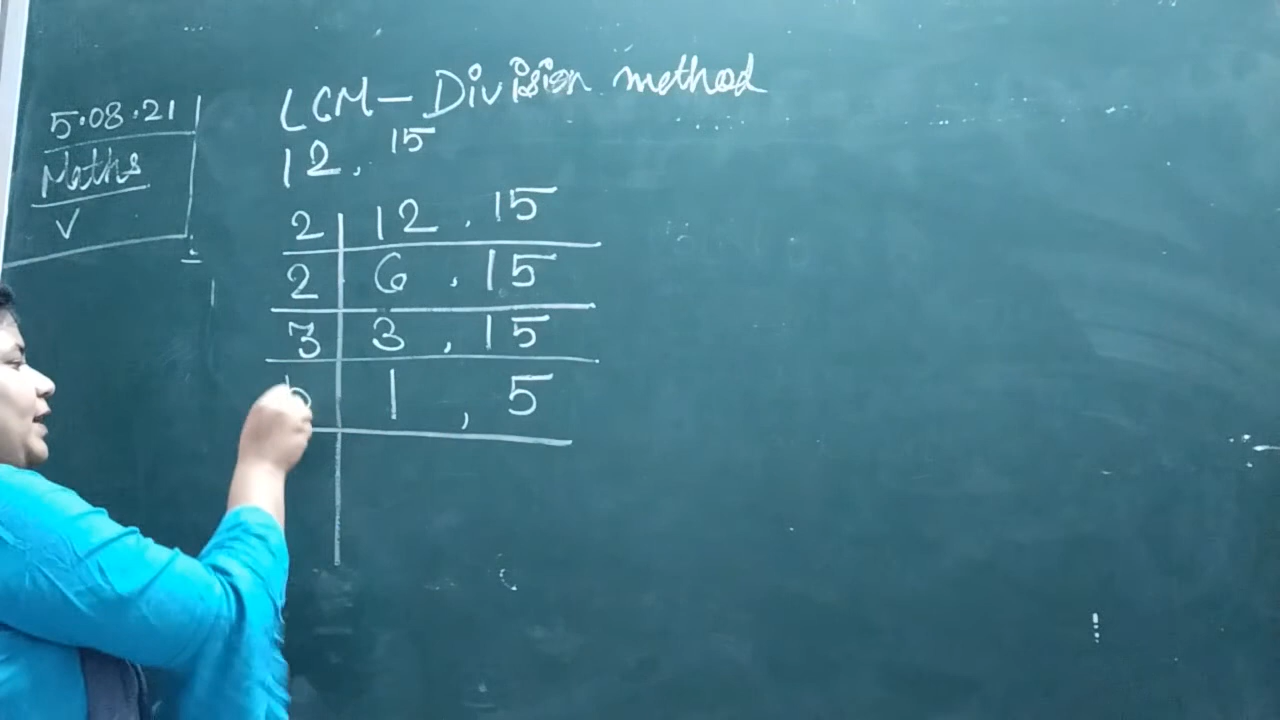 5.08.21
Maths
V
LCM – Division method
12, 15
2 | 12, 15
2 | 6, 15
3 | 3, 15
1, 5